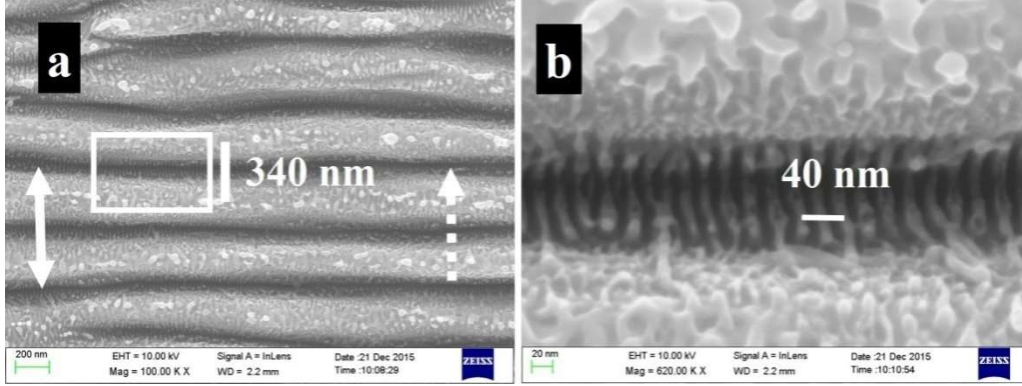 a
340 nm
200 nm
EHT = 10.00 kV
Signal A = InLens
Date :21 Dec 2015
ZEISS
Mag = 100.00 K X
WD = 2.2 mm
Time :10:08:29
b
40 nm
20 nm
EHT = 10.00 kV
Signal A = InLens
Date :21 Dec 2015
ZEISS
Mag = 620.00 K X
WD = 2.2 mm
Time :10:10:54